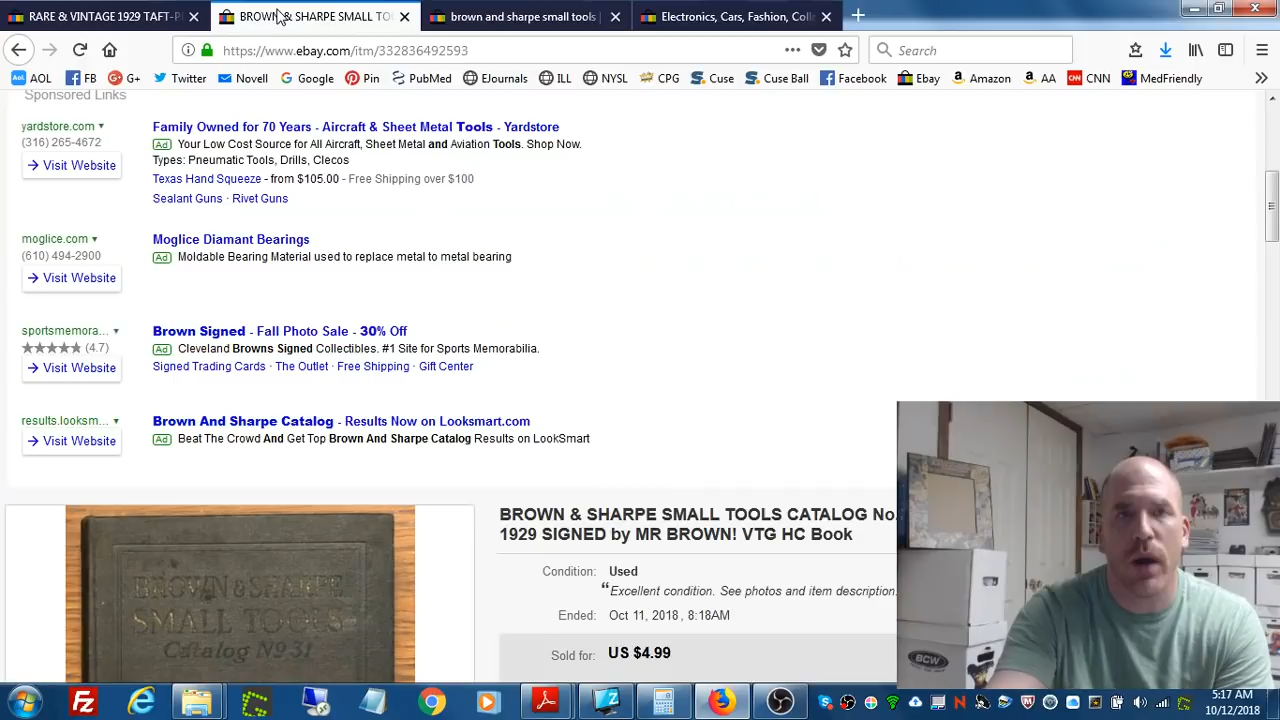 RARE & VINTAGE 1929 TAFT-P
BROWN & SHARPE SMALL TO
brown and sharpe small tools |
Electronics, Cars, Fashion, Coll
https://www.ebay.com/itm/332836492593
Search
AOL FB G+ Twitter Novell Google Pin PubMed EJournals ILL NYSL CPG Cuse Cuse Ball Facebook Ebay Amazon AA CNN MedFriendly
Sponsored Links
yardstore.com
(316) 265-4672
→ Visit Website
Family Owned for 70 Years - Aircraft & Sheet Metal Tools - Yardstore
Ad Your Low Cost Source for All Aircraft, Sheet Metal and Aviation Tools. Shop Now.
Types: Pneumatic Tools, Drills, Clecos
Texas Hand Squeeze - from $105.00 - Free Shipping over $100
Sealant Guns · Rivet Guns
moglice.com
(610) 494-2900
→ Visit Website
Moglice Diamant Bearings
Ad Moldable Bearing Material used to replace metal to metal bearing
sportsmemora...
(4.7)
→ Visit Website
Brown Signed - Fall Photo Sale - 30% Off
Ad Cleveland Browns Signed Collectibles. #1 Site for Sports Memorabilia.
Signed Trading Cards · The Outlet · Free Shipping · Gift Center
results.looksm...
→ Visit Website
Brown And Sharpe Catalog - Results Now on Looksmart.com
Ad Beat The Crowd And Get Top Brown And Sharpe Catalog Results on LookSmart
BROWN & SHARPE
SMALL TOOLS
Catalog No 31
BROWN & SHARPE SMALL TOOLS CATALOG No.
1929 SIGNED by MR BROWN! VTG HC Book
Condition: Used
“Excellent condition. See photos and item description.
Ended: Oct 11, 2018 , 8:18AM
Sold for: US $4.99
BCW
5:17 AM
10/12/2018